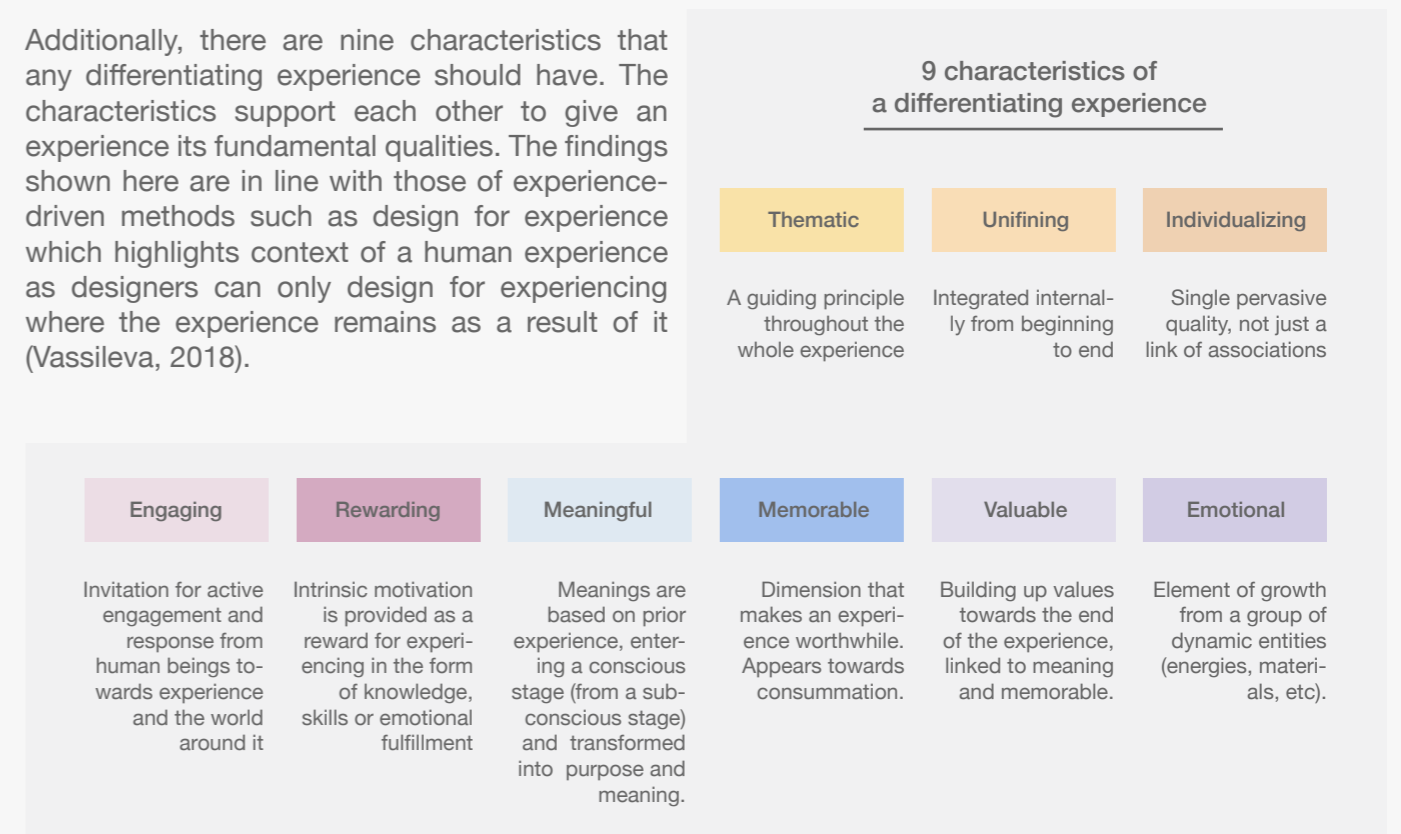 Additionally, there are nine characteristics that
any differentiating experience should have. The
characteristics support each other to give an
experience its fundamental qualities. The findings
shown here are in line with those of experience-
driven methods such as design for experience
which highlights context of a human experience
as designers can only design for experiencing
where the experience remains as a result of it
(Vassileva, 2018).
9 characteristics of
a differentiating experience
Thematic
A guiding principle
throughout the
whole experience
Unifining
Integrated internal-
ly from beginning
to end
Individualizing
Single pervasive
quality, not just a
link of associations
Engaging
Invitation for active
engagement and
response from
human beings to-
wards experience
and the world
around it
Rewarding
Intrinsic motivation
is provided as a
reward for experi-
encing in the form
of knowledge,
skills or emotional
fulfillment
Meaningful
Meanings are
based on prior
experience, enter-
ing a conscious
stage (from a sub-
conscious stage)
and transformed
into purpose and
meaning.
Memorable
Dimension that
makes an experi-
ence worthwhile.
Appears towards
consummation.
Valuable
Building up values
towards the end
of the experience,
linked to meaning
and memorable.
Emotional
Element of growth
from a group of
dynamic entities
(energies, materi-
als, etc).